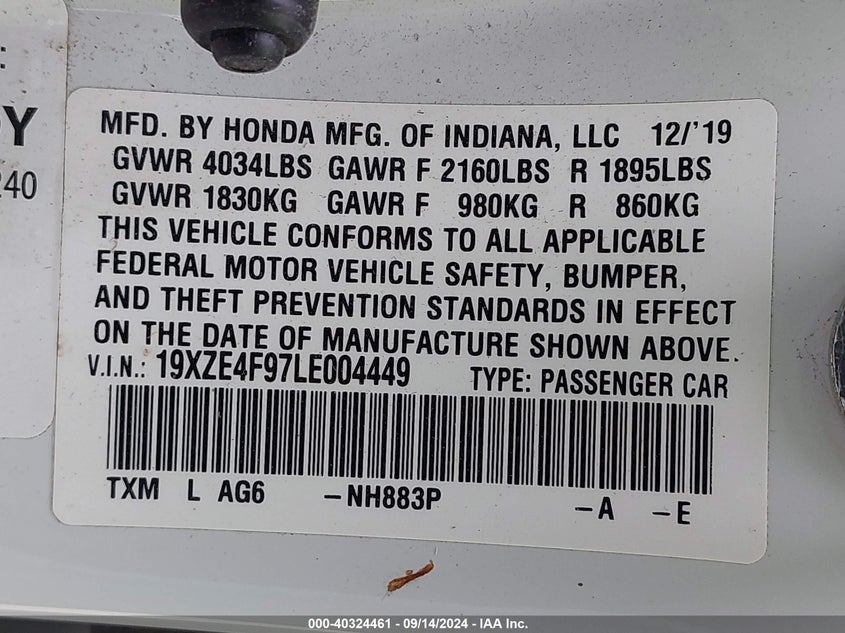 :
Y
240
MFD. BY HONDA MFG. OF INDIANA, LLC 12/'19
GVWR 4034LBS GAWR F 2160LBS R 1895LBS
GVWR 1830KG GAWR F 980KG R 860KG
THIS VEHICLE CONFORMS TO ALL APPLICABLE
FEDERAL MOTOR VEHICLE SAFETY, BUMPER,
AND THEFT PREVENTION STANDARDS IN EFFECT
ON THE DATE OF MANUFACTURE SHOWN ABOVE.
V.I.N.: 19XZE4F97LE004449 TYPE: PASSENGER CAR
TXM L AG6 -NH883P -A -E
000-40324461 - 09/14/2024 - IAA Inc.